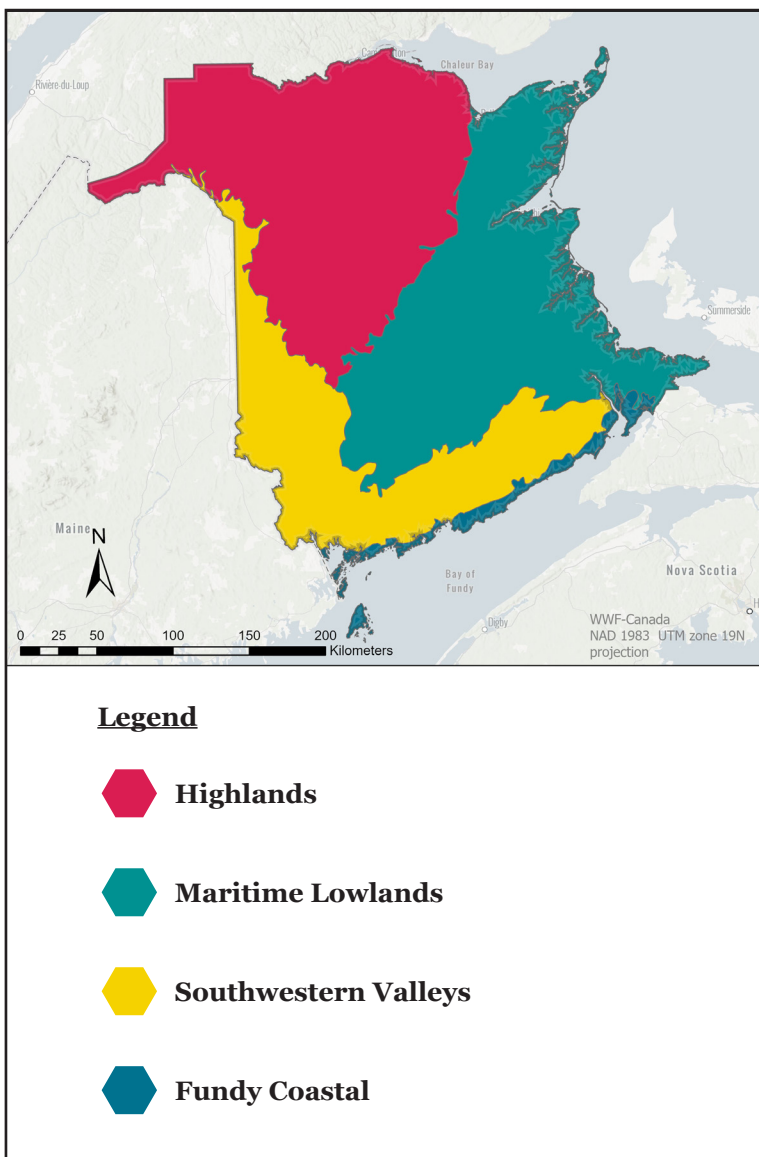 Chaleur Bay
Rivière-du-Loup
Summerside
Maine
N
Bay of
Fundy
Nova Scotia
Digby
WWF-Canada
NAD 1983 UTM zone 19N
projection
0 25 50 100 150 200
Kilometers
Legend
Highlands
Maritime Lowlands
Southwestern Valleys
Fundy Coastal